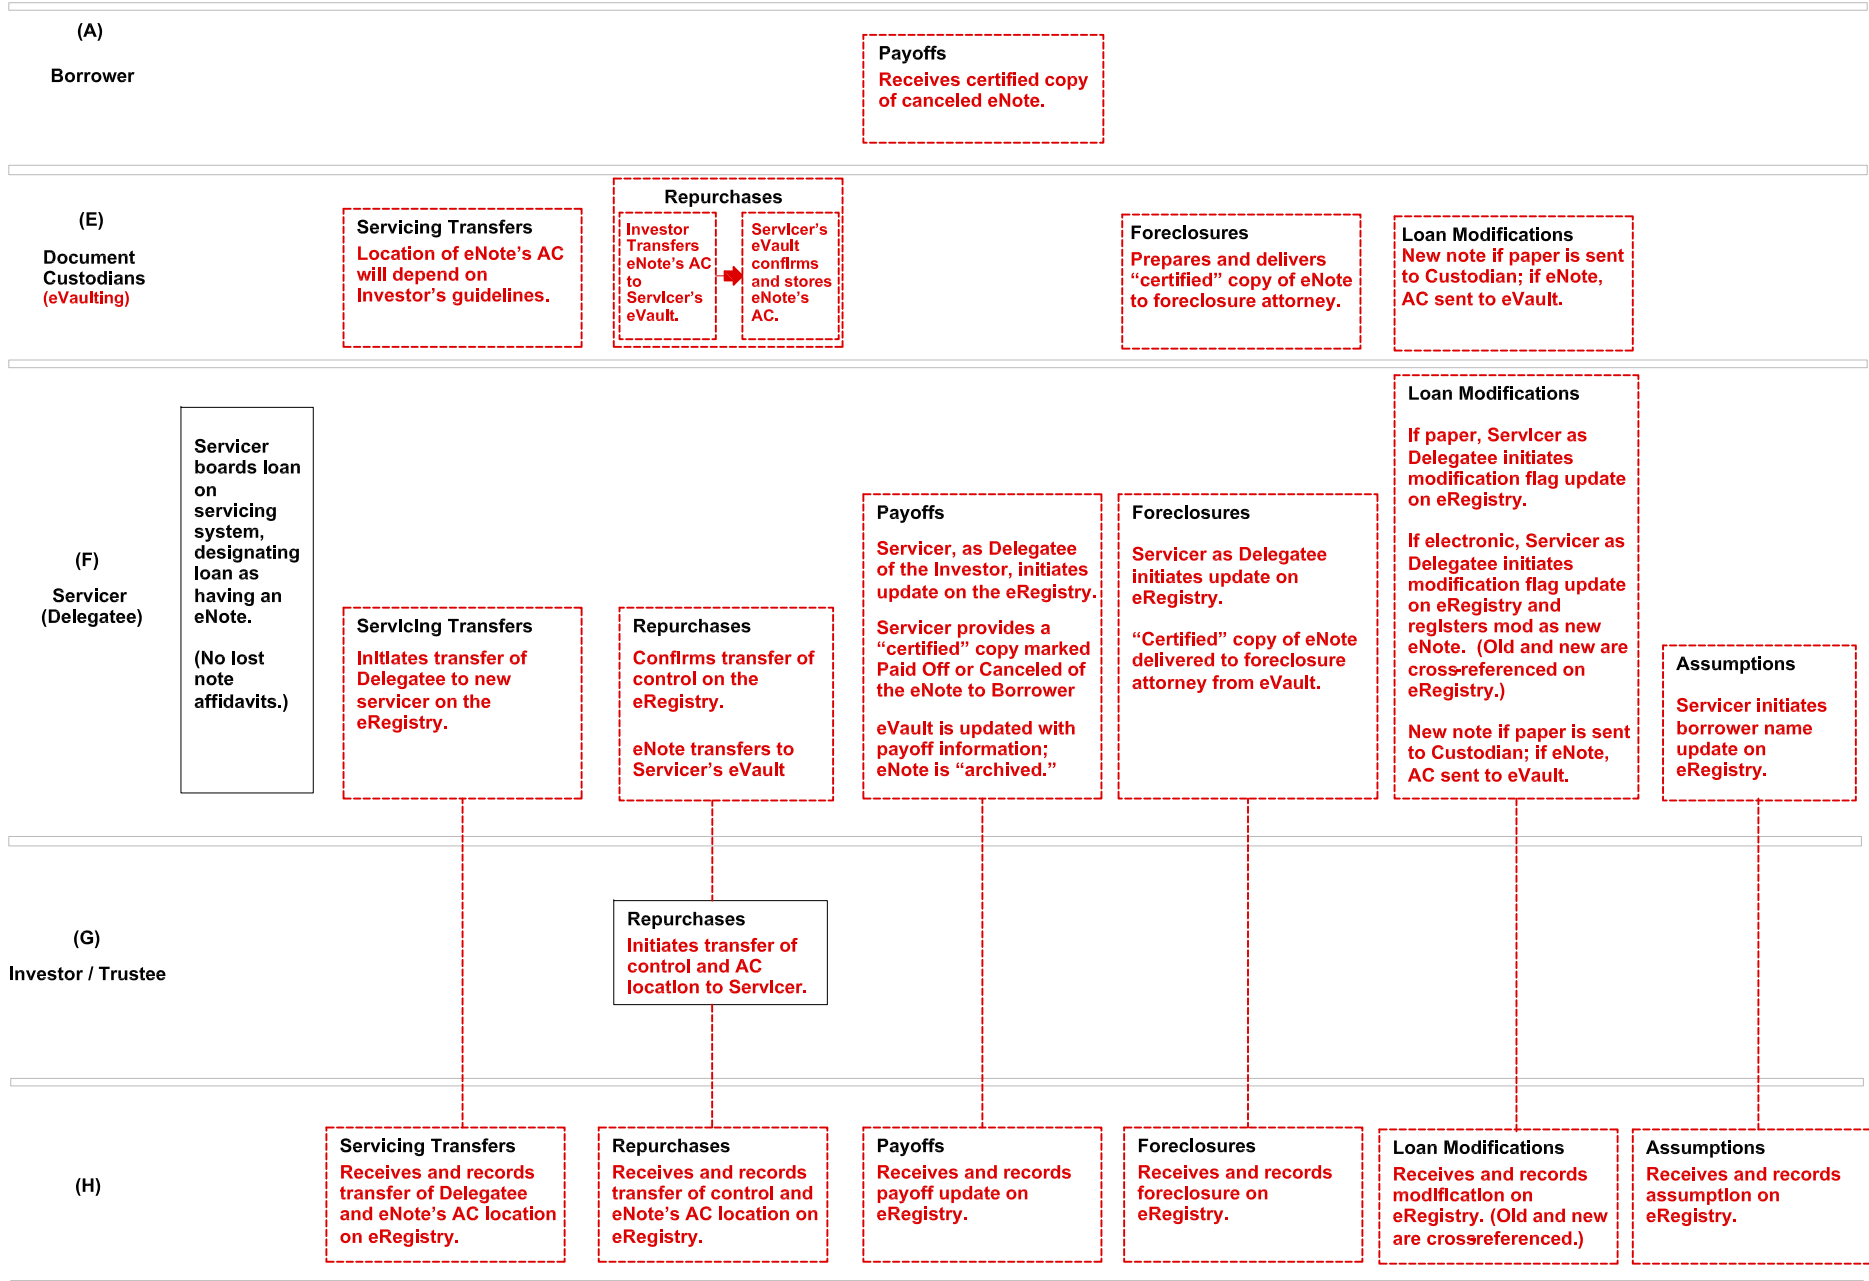 (A)
Borrower
Payoffs
Receives certified copy
of canceled eNote.
(E)
Document
Custodians
(eVaulting)
Servicing Transfers
Location of eNote’s AC
will depend on
Investor’s guidelines.
Repurchases
Investor
Transfers
eNote’s AC
to
Servicer’s
eVault.
Servicer’s
eVault
confirms
and stores
eNote’s
AC.
Foreclosures
Prepares and delivers
“certified” copy of eNote
to foreclosure attorney.
Loan Modifications
New note if paper is sent
to Custodian; if eNote,
AC sent to eVault.
(F)
Servicer
(Delegatee)
Servicer
boards loan
on
servicing
system,
designating
loan as
having an
eNote.
(No lost
note
affidavits.)
Servicing Transfers
Initiates transfer of
Delegatee to new
servicer on the
eRegistry.
Repurchases
Confirms transfer of
control on the
eRegistry.
eNote transfers to
Servicer’s eVault
Payoffs
Servicer, as Delegatee
of the Investor, initiates
update on the eRegistry.
Servicer provides a
“certified” copy marked
Paid Off or Canceled of
the eNote to Borrower
eVault is updated with
payoff information;
eNote is “archived.”
Foreclosures
Servicer as Delegatee
initiates update on
eRegistry.
“Certified” copy of eNote
delivered to foreclosure
attorney from eVault.
Loan Modifications
If paper, Servicer as
Delegatee initiates
modification flag update
on eRegistry.
If electronic, Servicer as
Delegatee initiates
modification flag update
on eRegistry and
registers mod as new
eNote.  (Old and new are
cross-referenced on
eRegistry.)
New note if paper is sent
to Custodian; if eNote,
AC sent to eVault.
Assumptions
Servicer initiates
borrower name
update on
eRegistry.
(G)
Investor / Trustee
Repurchases
Initiates transfer of
control and AC
location to Servicer.
(H)
Servicing Transfers
Receives and records
transfer of Delegatee
and eNote’s AC location
on eRegistry.
Repurchases
Receives and records
transfer of control and
eNote’s AC location on
eRegistry.
Payoffs
Receives and records
payoff update on
eRegistry.
Foreclosures
Receives and records
foreclosure on
eRegistry.
Loan Modifications
Receives and records
modification on
eRegistry. (Old and new
are cross-referenced.)
Assumptions
Receives and records
assumption on
eRegistry.